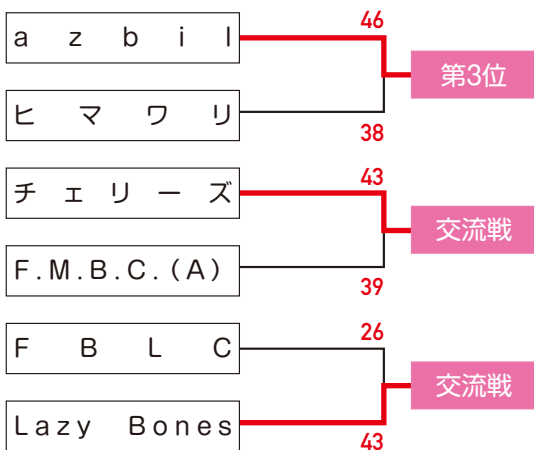 46
azbil
第3位
ヒマワリ
38
43
チェリーズ
交流戦
F.M.B.C.(A)
39
26
FBLC
交流戦
Lazy Bones
43